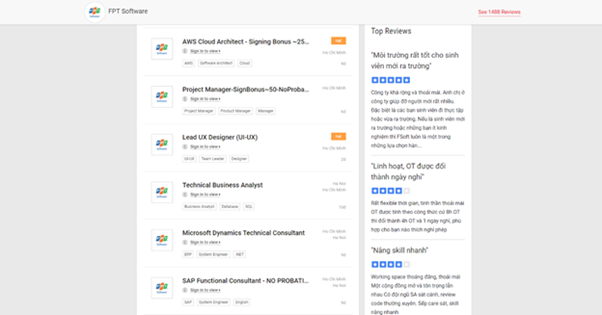 FPT Software
See 1488 Reviews
AWS Cloud Architect - Signing Bonus ~25...
Sign in to view
AWS Software Architect Cloud
Ho Chi Minh
Project Manager-SignBonus~50-NoProba...
Sign in to view
Project Manager Product Manager Manager
Ho Chi Minh
Lead UX Designer (UI-UX)
Sign in to view
UI-UX Team Leader Designer
Ho Chi Minh
Technical Business Analyst
Sign in to view
Business Analyst Database SQL
Ha Noi
Ho Chi Minh
Microsoft Dynamics Technical Consultant
Sign in to view
ERP System Engineer .NET
Ho Chi Minh
Ha Noi
SAP Functional Consultant - NO PROBATI...
Sign in to view
SAP System Engineer English
Ho Chi Minh
Ha Noi
Top Reviews
"Môi trường rất tốt cho sinh
viên mới ra trường"
Công ty khá rộng và thoải mái. Anh chị ở
công ty giúp đỡ người mới rất nhiều.
Đặc biệt là các bạn sinh viên đi thực tập
hoặc vừa ra trường. Nếu là sinh viên mới
ra trường hoặc những bạn ít kinh
nghiệm thì FSoft luôn là một trong
những lựa chọn hàn...
"Linh hoạt, OT được đổi
thành ngày nghỉ"
Rất flexible thời gian, tinh thần thoải mái
OT được tính theo công thức cứ 8h OT
thì đổi thành 4h OT và 1 ngày nghỉ, phù
hợp cho bạn nào thích nghỉ phép
"Nâng skill nhanh"
Working space thoáng đãng, thoải mái
Một cộng đồng mở và tôn trọng lẫn
nhau Có đội ngũ SA sát cánh, review
code thường xuyên. Sếp care sát, skill
nâng nhanh